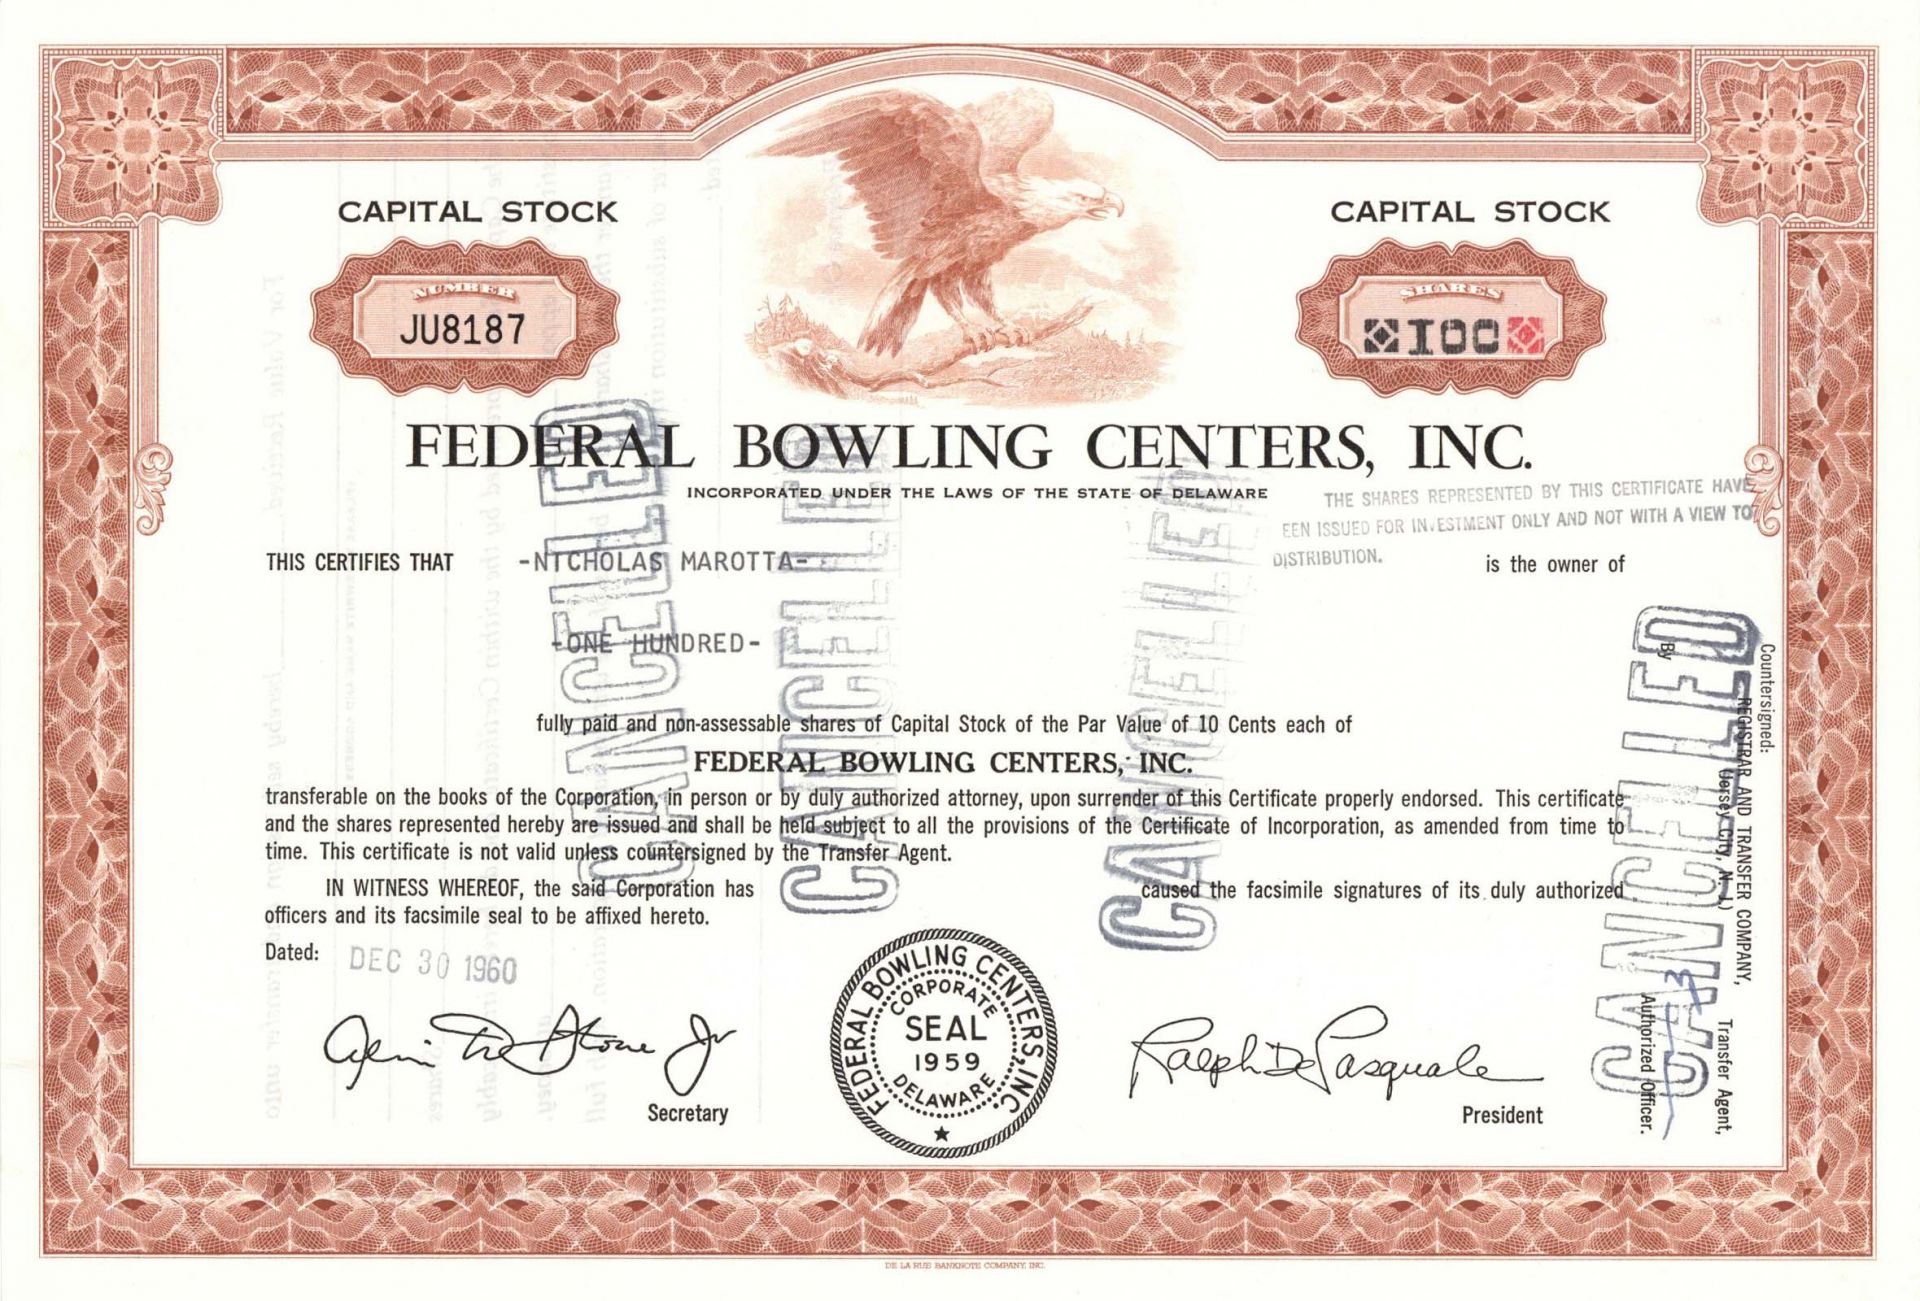 CAPITAL STOCK
CAPITAL STOCK
NUMBER
JU8187
SHARES
100
FEDERAL BOWLING CENTERS, INC.
INCORPORATED UNDER THE LAWS OF THE STATE OF DELAWARE
THE SHARES REPRESENTED BY THIS CERTIFICATE HAVE
EEN ISSUED FOR INVESTMENT ONLY AND NOT WITH A VIEW TO
DISTRIBUTION.
THIS CERTIFIES THAT -NICHOLAS MAROTTA- is the owner of
-ONE HUNDRED-
fully paid and non-assessable shares of Capital Stock of the Par Value of 10 Cents each of
FEDERAL BOWLING CENTERS, INC.
transferable on the books of the Corporation, in person or by duly authorized attorney, upon surrender of this Certificate properly endorsed. This certificate
and the shares represented hereby are issued and shall be held subject to all the provisions of the Certificate of Incorporation, as amended from time to
time. This certificate is not valid unless countersigned by the Transfer Agent.
IN WITNESS WHEREOF, the said Corporation has caused the facsimile signatures of its duly authorized
officers and its facsimile seal to be affixed hereto.
Dated: DEC 30 1960
Secretary
FEDERAL BOWLING CENTERS, INC.
CORPORATE
SEAL
1959
DELAWARE
Ralph De Pasquale
President
Countersigned:
REGISTRAR AND TRANSFER COMPANY,
(Jersey City, N. J.) Transfer Agent,
By
Authorized Officer.
CANCELLED
CANCELLED
CANCELLED
CANCELLED
DE LA RUE BANKNOTE COMPANY, INC.